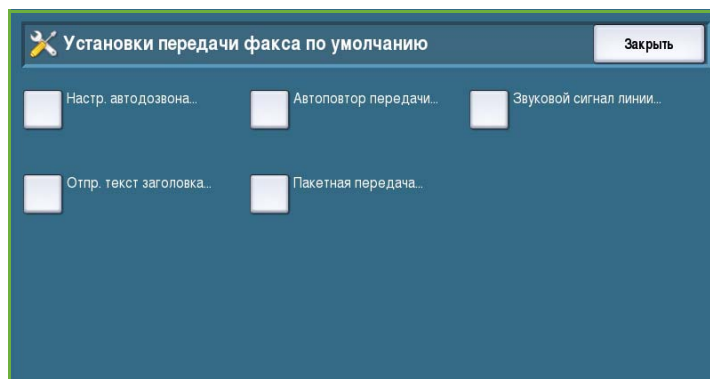 Установки передачи факса по умолчанию
Закрыть
Настр. автодозвона...
Автоповтор передачи...
Звуковой сигнал линии...
Отпр. текст заголовка...
Пакетная передача...